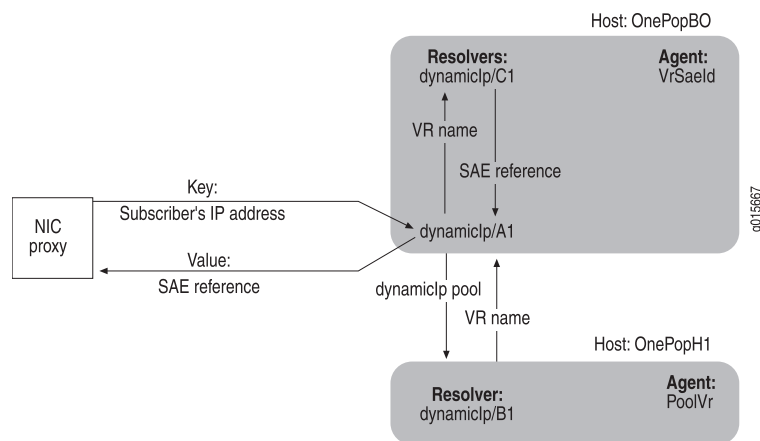 Host: OnePopBO
Resolvers:
dynamicIp/C1
Agent:
VrSaeId
VR name
SAE reference
Key:
Subscriber's IP address
NIC
proxy
dynamicIp/A1
Value:
SAE reference
dynamicIp pool
VR name
Host: OnePopH1
Resolver:
dynamicIp/B1
Agent:
PoolVr
g015667